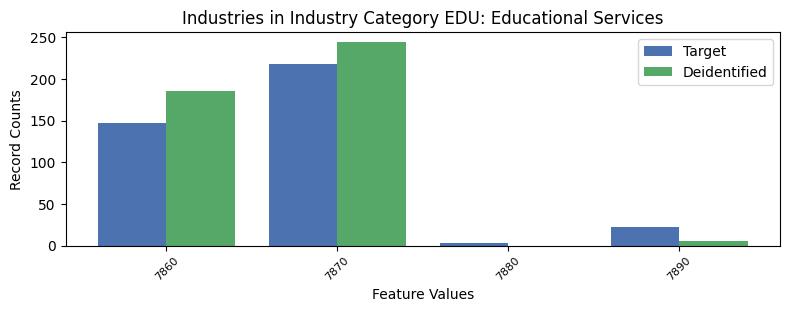 Industries in Industry Category EDU: Educational Services
Target
Deidentified
Record Counts
250
200
150
100
50
0
7860
7870
7880
7890
Feature Values